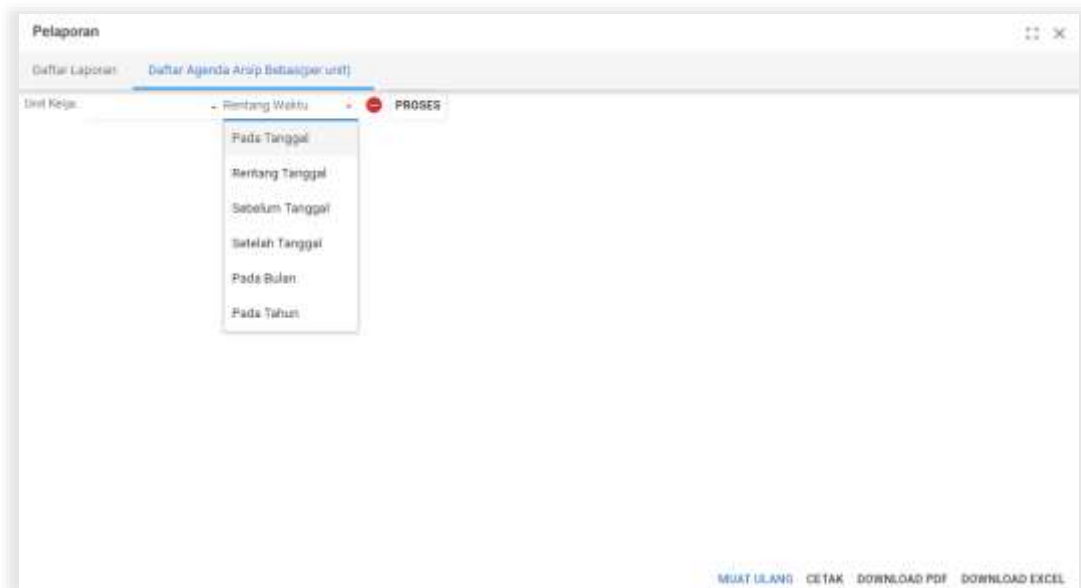 Pelaporan
Daftar Laporan Daftar Agenda Arsip Bebas(per unit)
Unit Kerja: Rentang Waktu PROSES
Pada Tanggal
Rentang Tanggal
Sebelum Tanggal
Setelah Tanggal
Pada Bulan
Pada Tahun
MUAT ULANG CETAK DOWNLOAD PDF DOWNLOAD EXCEL